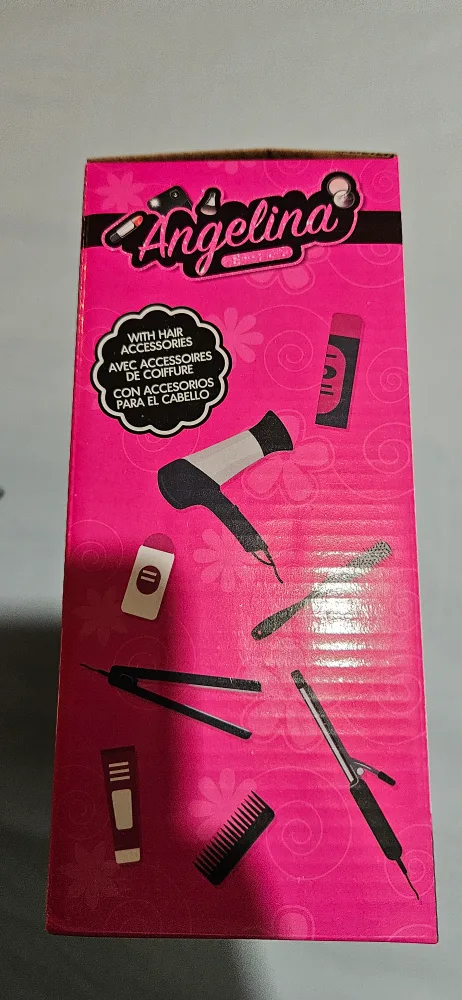 Angelina
WITH HAIR
ACCESSORIES
AVEC ACCESSOIRES
DE COIFFURE
CON ACCESORIOS
PARA EL CABELLO